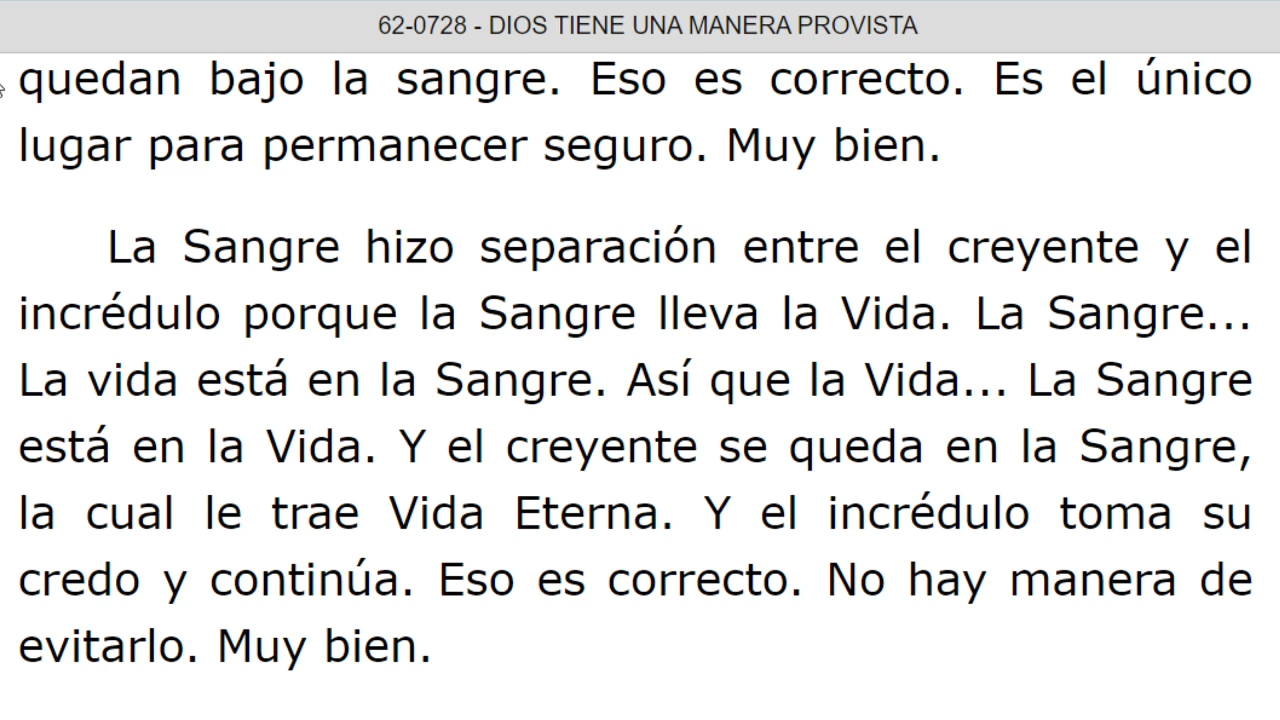 62-0728 - DIOS TIENE UNA MANERA PROVISTA
quedan bajo la sangre. Eso es correcto. Es el único
lugar para permanecer seguro. Muy bien.
La Sangre hizo separación entre el creyente y el
incrédulo porque la Sangre lleva la Vida. La Sangre...
La vida está en la Sangre. Así que la Vida... La Sangre
está en la Vida. Y el creyente se queda en la Sangre,
la cual le trae Vida Eterna. Y el incrédulo toma su
credo y continúa. Eso es correcto. No hay manera de
evitarlo. Muy bien.